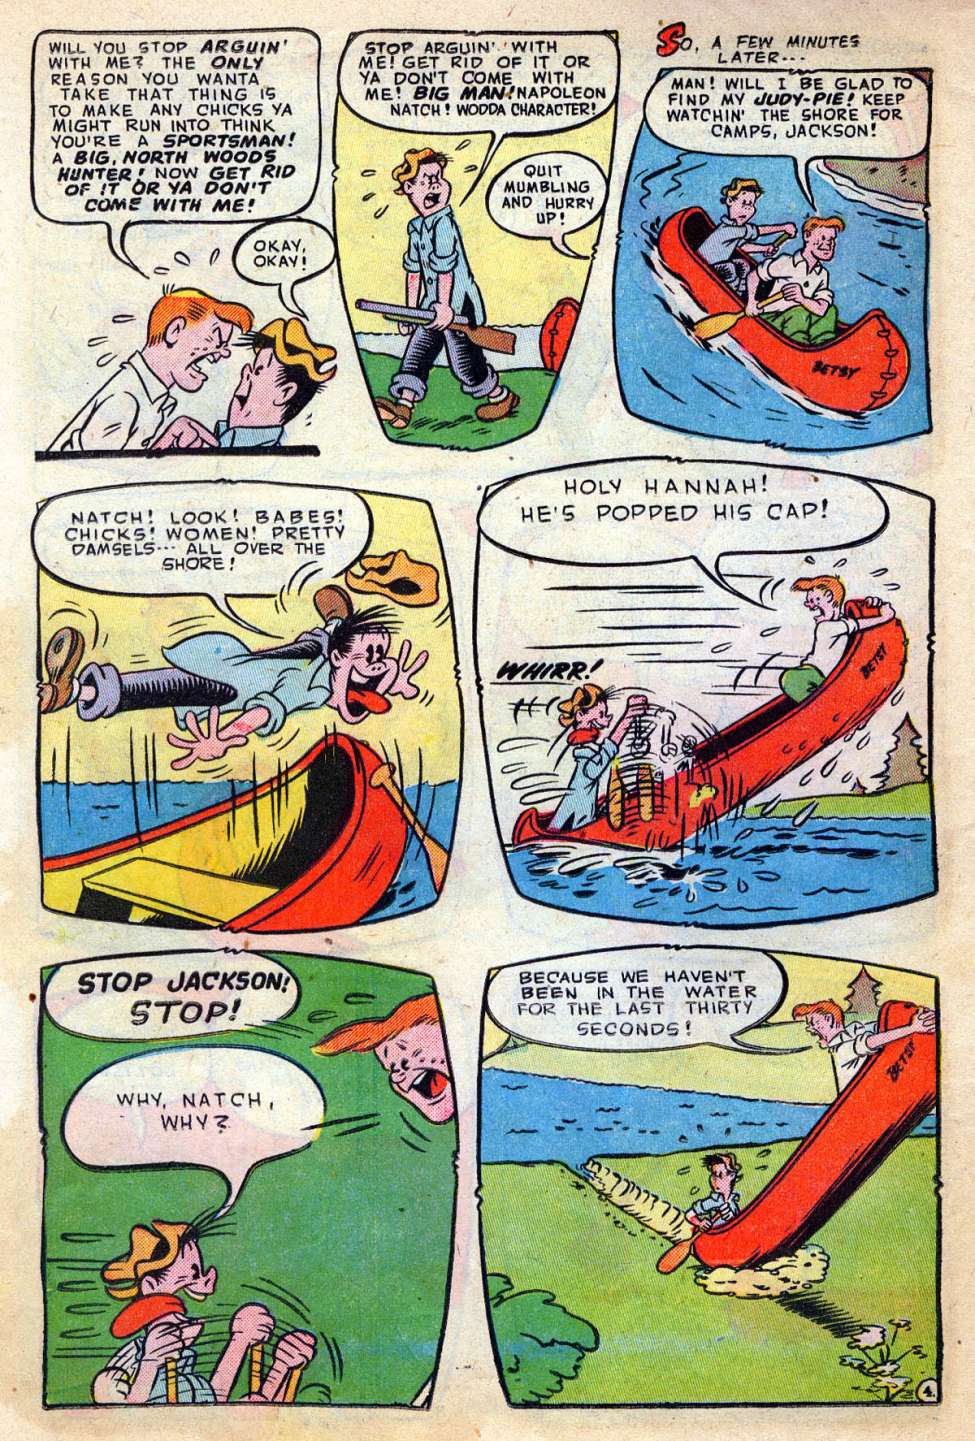 WILL YOU STOP ARGUIN'
WITH ME? THE ONLY
REASON YOU WANTA
TAKE THAT THING IS
TO MAKE ANY CHICKS YA
MIGHT RUN INTO THINK
YOU'RE A SPORTSMAN!
A BIG, NORTH WOODS
HUNTER! NOW GET RID
OF IT OR YA DON'T
COME WITH ME!
OKAY,
OKAY!
STOP ARGUIN' WITH
ME! GET RID OF IT OR
YA DON'T COME WITH
ME! BIG MAN! NAPOLEON
NATCH! WODDA CHARACTER!
QUIT
MUMBLING
AND HURRY
UP!
SO, A FEW MINUTES
LATER---
MAN! WILL I BE GLAD TO
FIND MY JUDY-PIE! KEEP
WATCHIN' THE SHORE FOR
CAMPS, JACKSON!
BETSY
NATCH! LOOK! BABES!
CHICKS! WOMEN! PRETTY
DAMSELS--- ALL OVER THE
SHORE!
HOLY HANNAH!
HE'S POPPED HIS CAP!
WHIRR!
BETSY
STOP JACKSON!
STOP!
WHY, NATCH,
WHY?
BECAUSE WE HAVEN'T
BEEN IN THE WATER
FOR THE LAST THIRTY
SECONDS!
BETSY
4